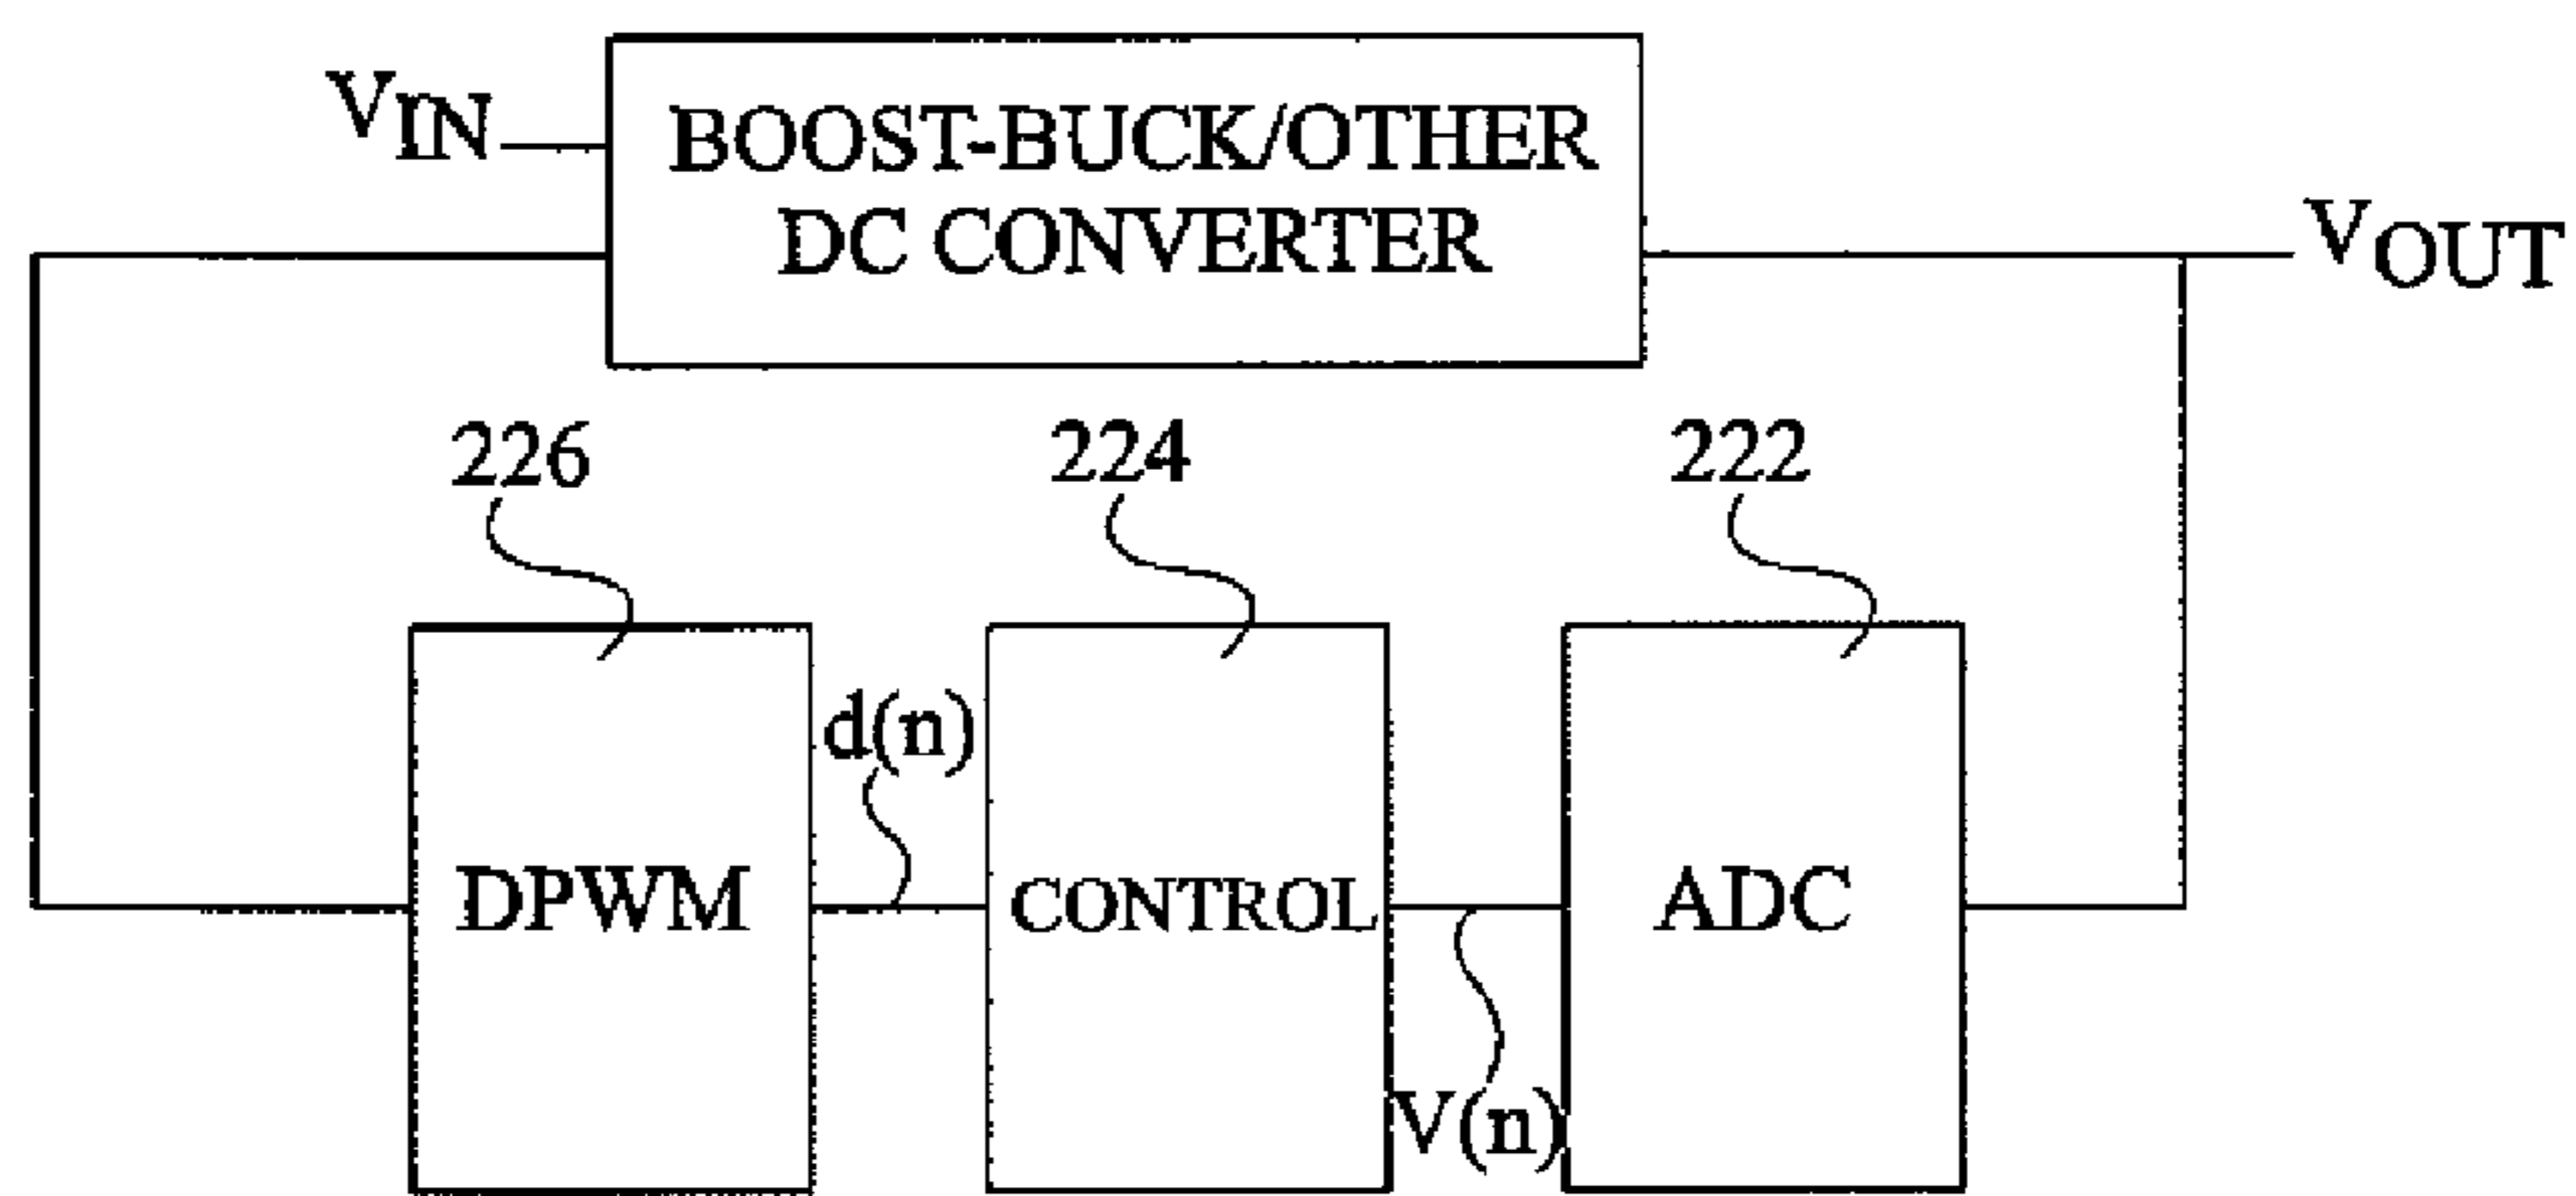 VIN
BOOST-BUCK/OTHER
DC CONVERTER
VOUT
226
224
222
d(n)
DPWM
CONTROL
ADC
V(n)